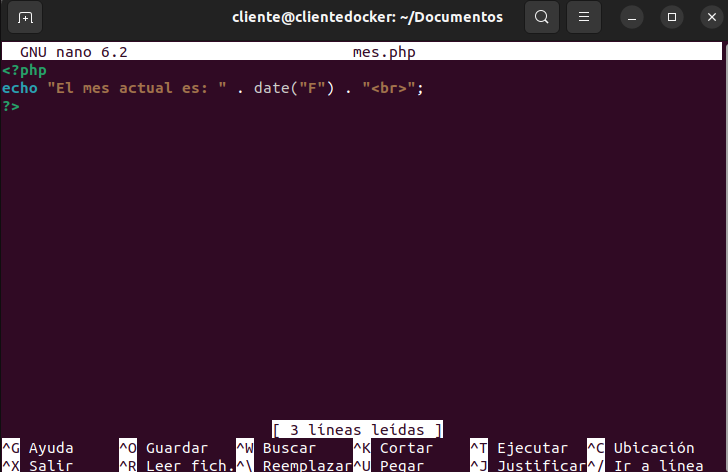 cliente@clientedocker: ~/Documentos
GNU nano 6.2 mes.php
<?php
echo "El mes actual es: " . date("F") . "<br>";
?>
[ 3 líneas leídas ]
^G Ayuda ^O Guardar ^W Buscar ^K Cortar ^T Ejecutar ^C Ubicación
^X Salir ^R Leer fich. ^\ Reemplazar ^U Pegar ^J Justificar ^/ Ir a línea